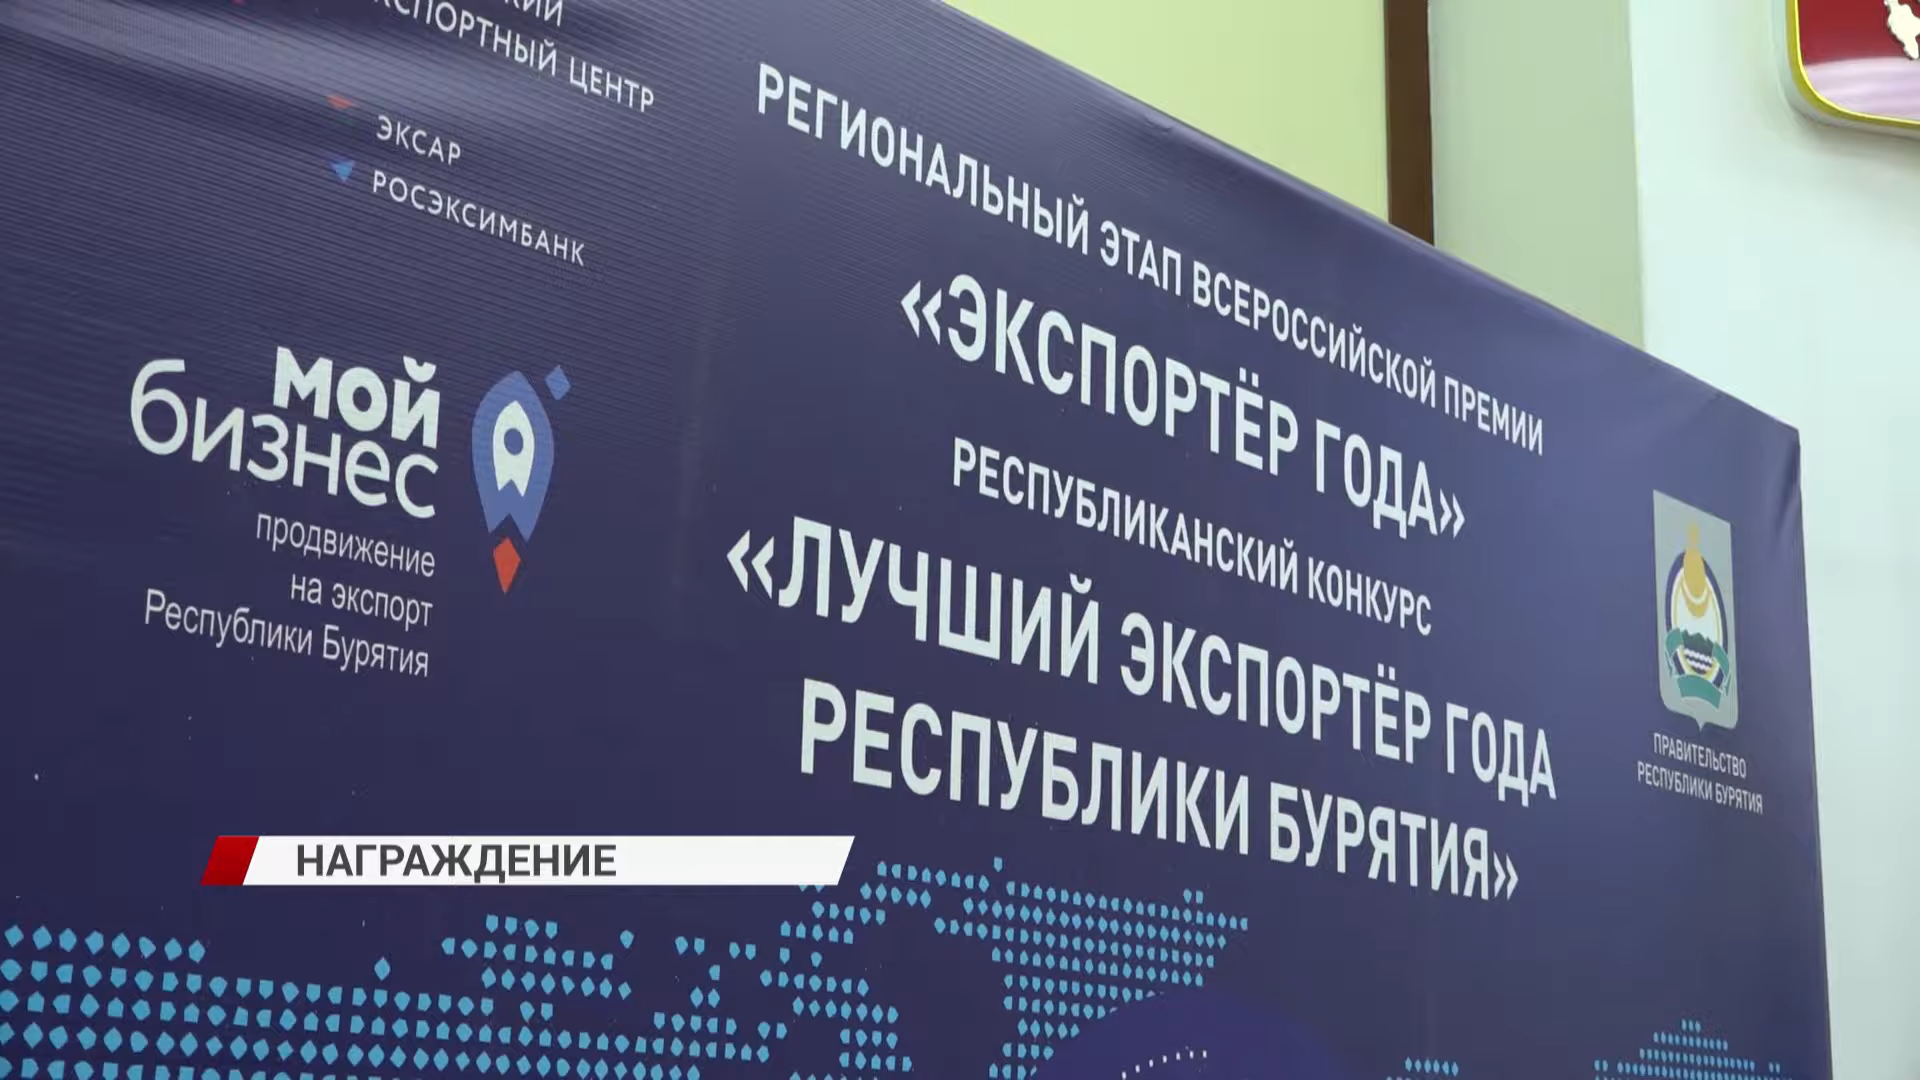 ЭКСПОРТНЫЙ ЦЕНТР
ЭКСАР
РОСЭКСИМБАНК
мой
бизнес
продвижение
на экспорт
Республики Бурятия
РЕГИОНАЛЬНЫЙ ЭТАП ВСЕРОССИЙСКОЙ ПРЕМИИ
«ЭКСПОРТЁР ГОДА»
РЕСПУБЛИКАНСКИЙ КОНКУРС
«ЛУЧШИЙ ЭКСПОРТЁР ГОДА
РЕСПУБЛИКИ БУРЯТИЯ»
ПРАВИТЕЛЬСТВО
РЕСПУБЛИКИ БУРЯТИЯ
НАГРАЖДЕНИЕ